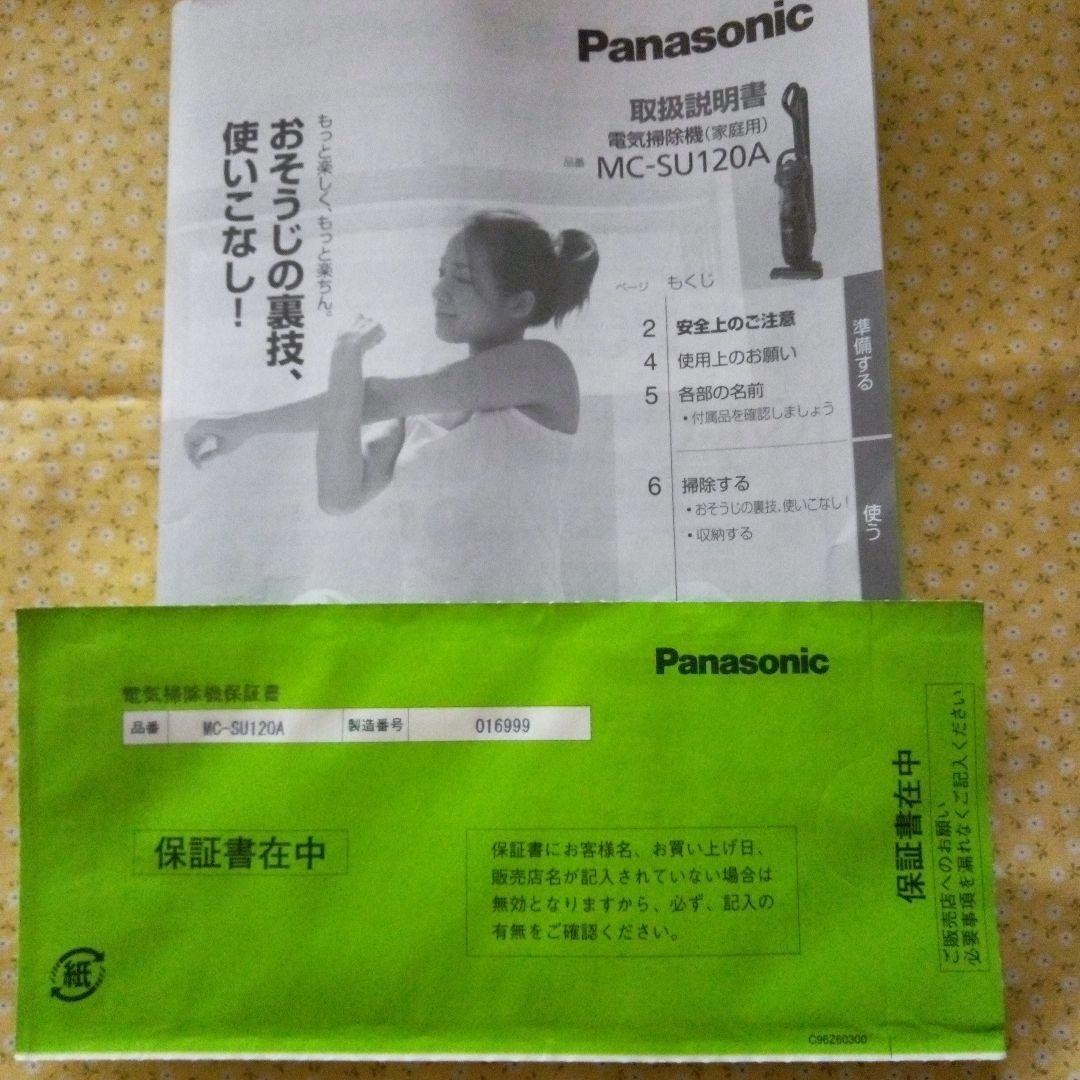 Panasonic
取扱説明書
電気掃除機(家庭用)
品番 MC-SU120A
もっと楽しく、もっと楽ちん。
おそうじの裏技、
使いこなし!
ページ もくじ
2 安全上のご注意
4 使用上のお願い
5 各部の名前
・付属品を確認しましょう
準備する
6 掃除する
・おそうじの裏技、使いこなし!
・収納する
使う
Panasonic
電気掃除機保証書
品番 MC-SU120A 製造番号 016999
保証書在中
保証書にお客様名、お買い上げ日、
販売店名が記入されていない場合は
無効となりますから、必ず、記入の
有無をご確認ください。
保証書在中
ご販売店へのお願い
必要事項を漏れなくご記入ください
紙
C96Z60300